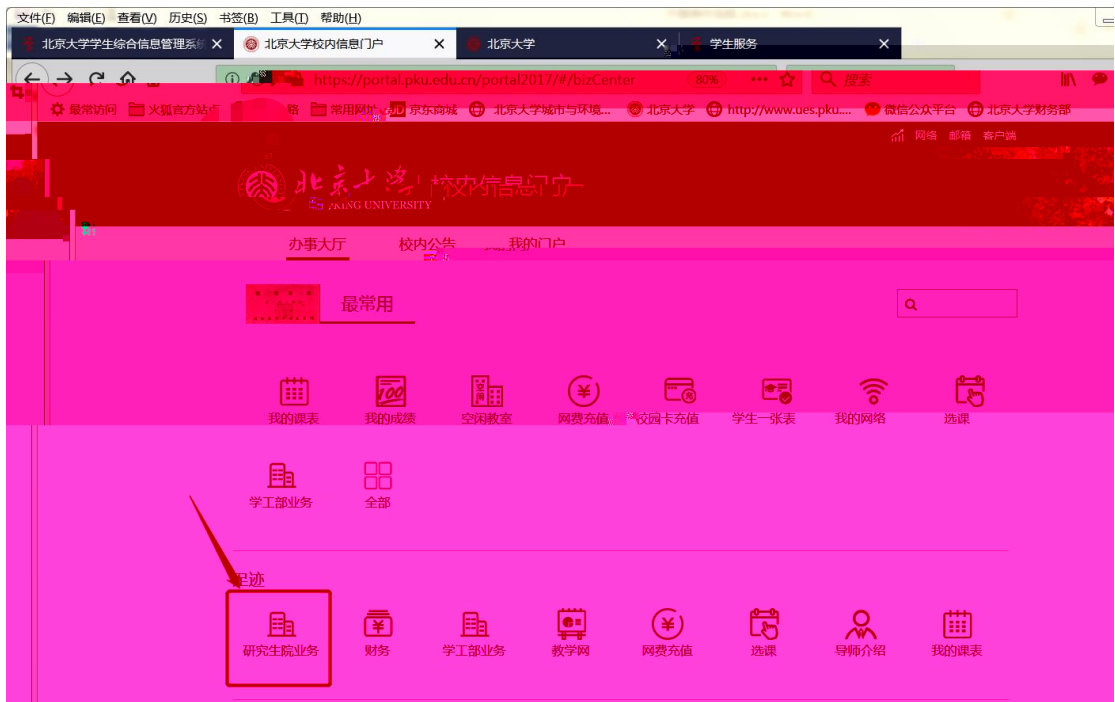 文件(F) 编辑(E) 查看(V) 历史(S) 书签(B) 工具(T) 帮助(H)
北京大学学生综合信息管理系统 北京大学校内信息门户 北京大学 学生服务
https://portal.pku.edu.cn/portal2017/#/bizCenter 80% 搜索
最常访问 火狐官方站点 常用网址 JD 京东商城 北京大学城市与环境... 北京大学 http://www.ues.pku.... 微信公众平台 北京大学财务部
网络 邮箱 客户端
北京大学 校内信息门户
PEKING UNIVERSITY
办事大厅 校内公告 我的门户
最常用
我的课表 我的成绩 空闲教室 网费充值 校园卡充值 学生一张表 我的网络 选课
学工部业务 全部
足迹
研究生院业务 财务 学工部业务 教学网 网费充值 选课 导师介绍 我的课表